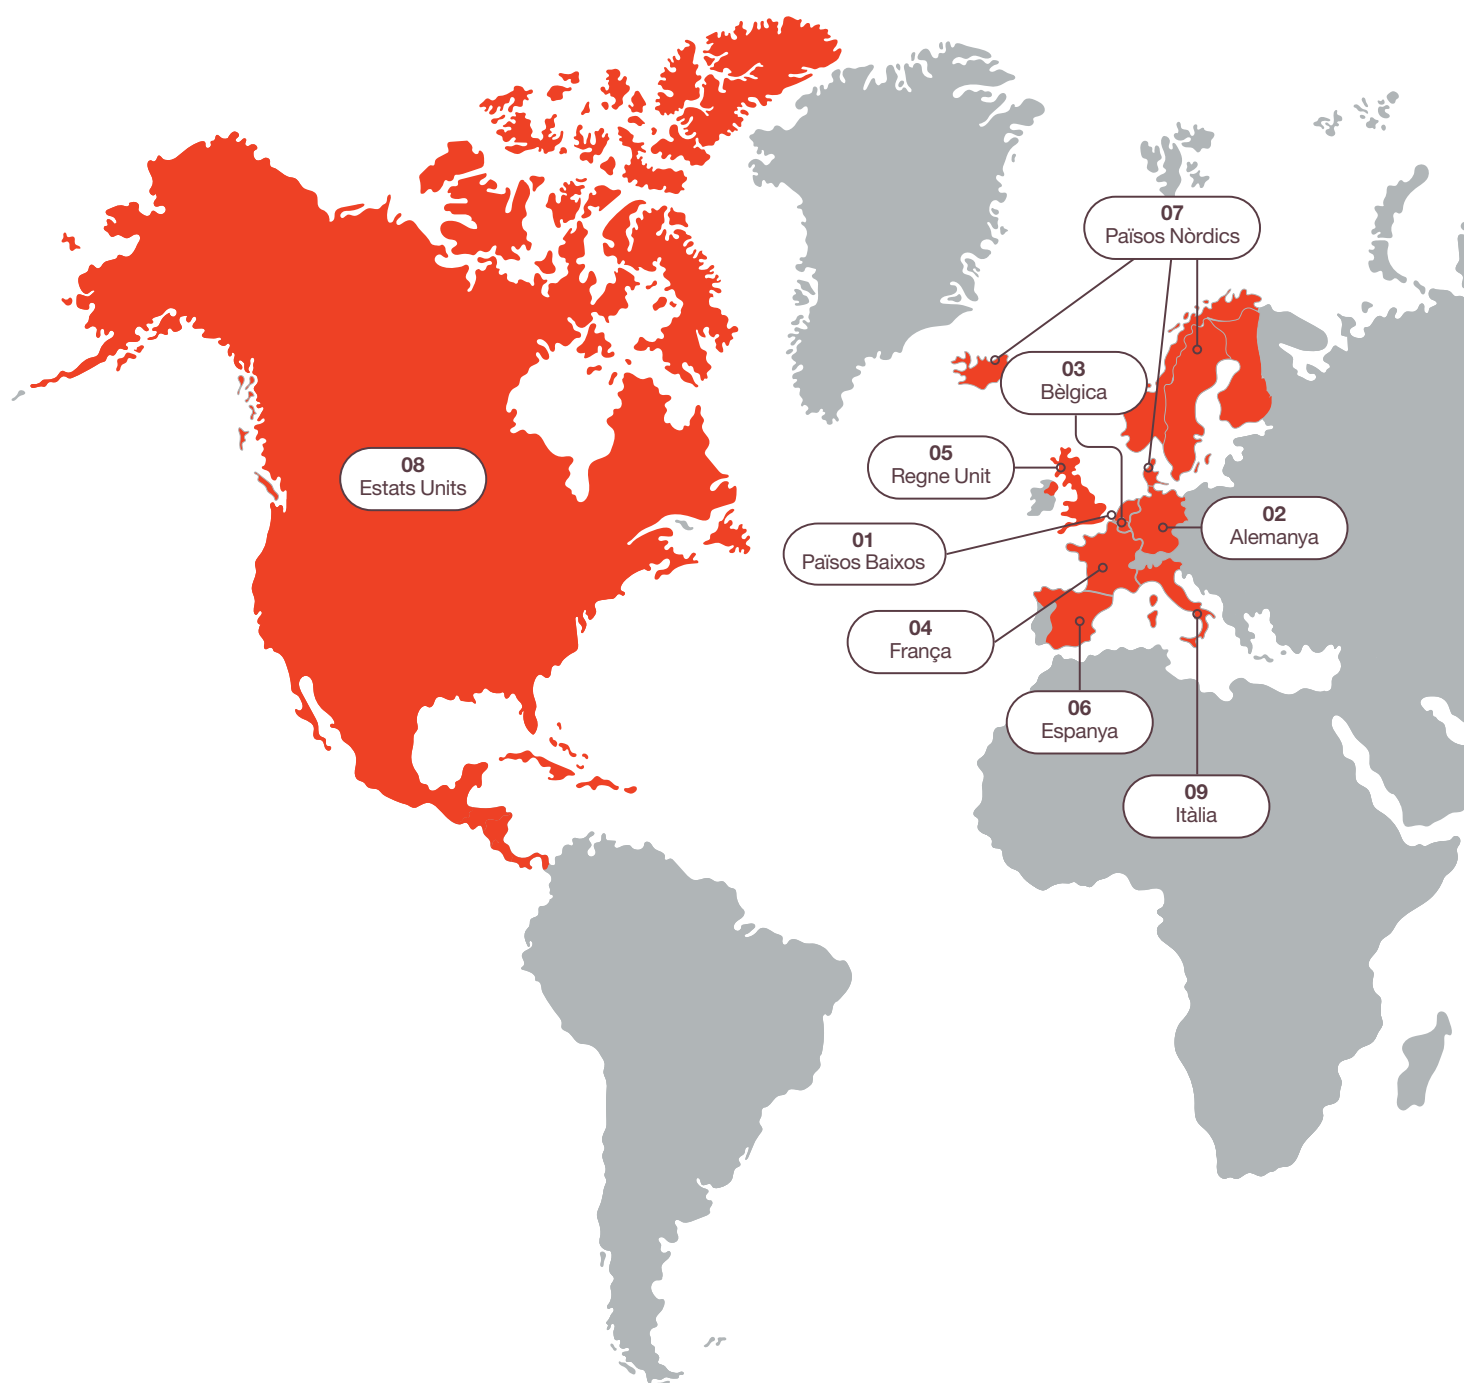 07
Països Nòrdics
03
Bèlgica
05
Regne Unit
08
Estats Units
02
Alemanya
01
Països Baixos
04
França
06
Espanya
09
Itàlia